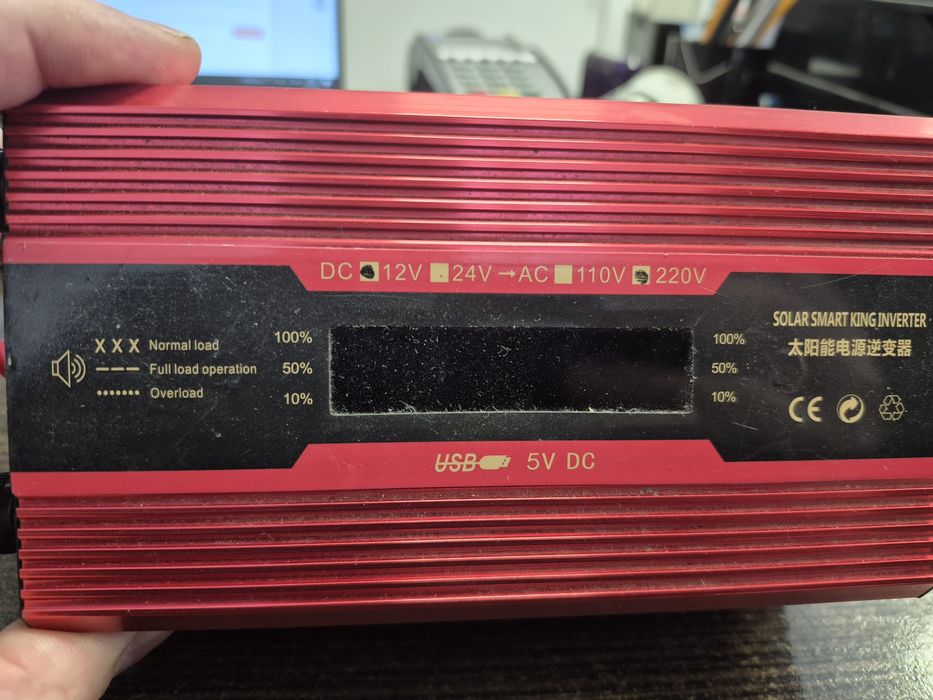 DC 12V 24V →AC 110V 220V
X X X Normal load
Full load operation
Overload
100%
50%
10%
100%
50%
10%
SOLAR SMART KING INVERTER
太阳能电源逆变器
CE
USB 5V DC